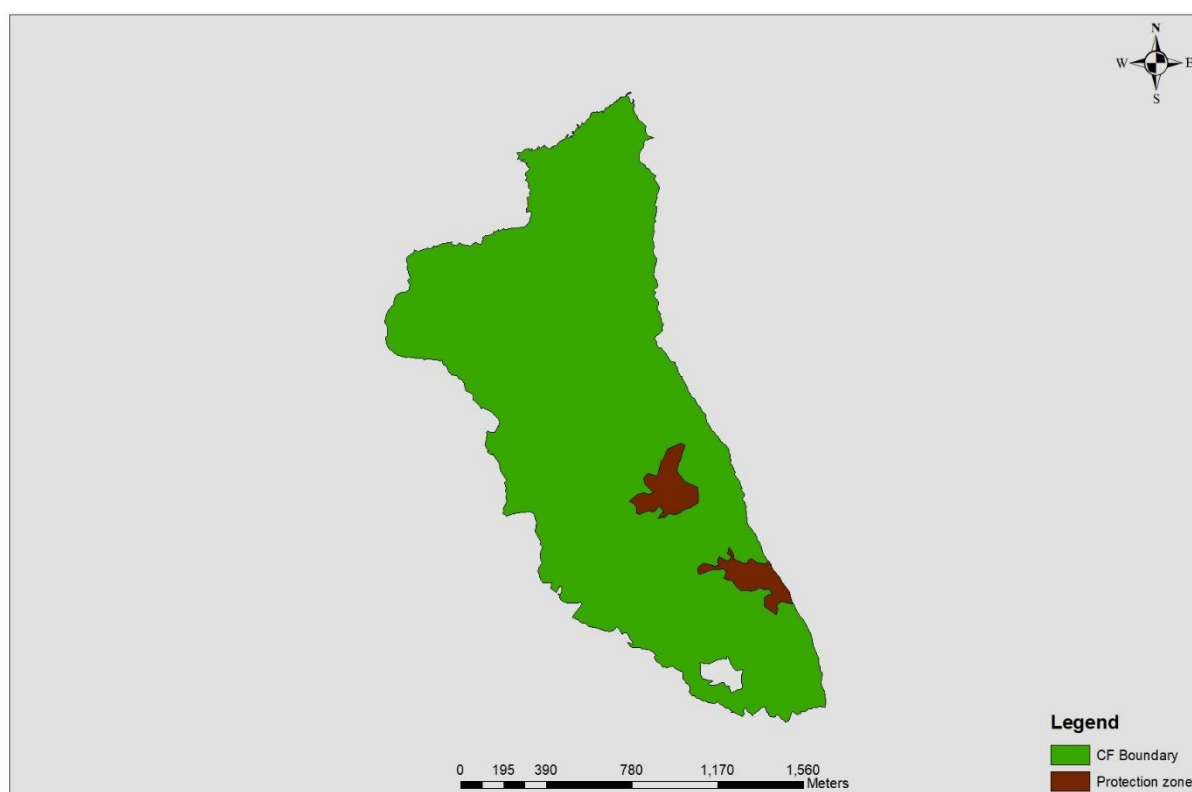 N
W E
S
Legend
CF Boundary
Protection zone
0 195 390 780 1,170 1,560
Meters